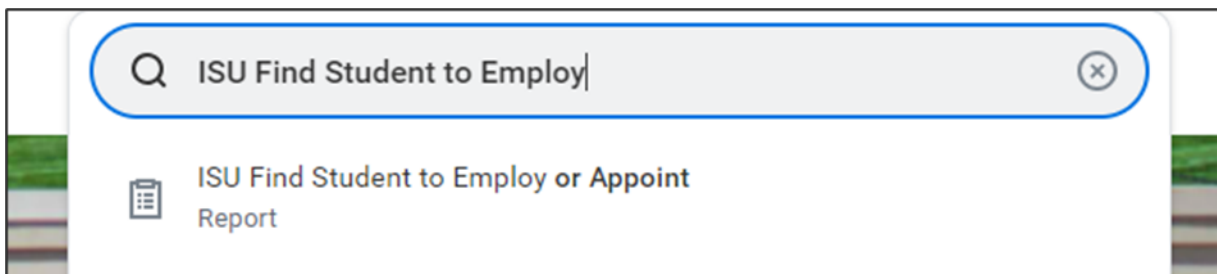 ISU Find Student to Employ
ISU Find Student to Employ or Appoint
Report